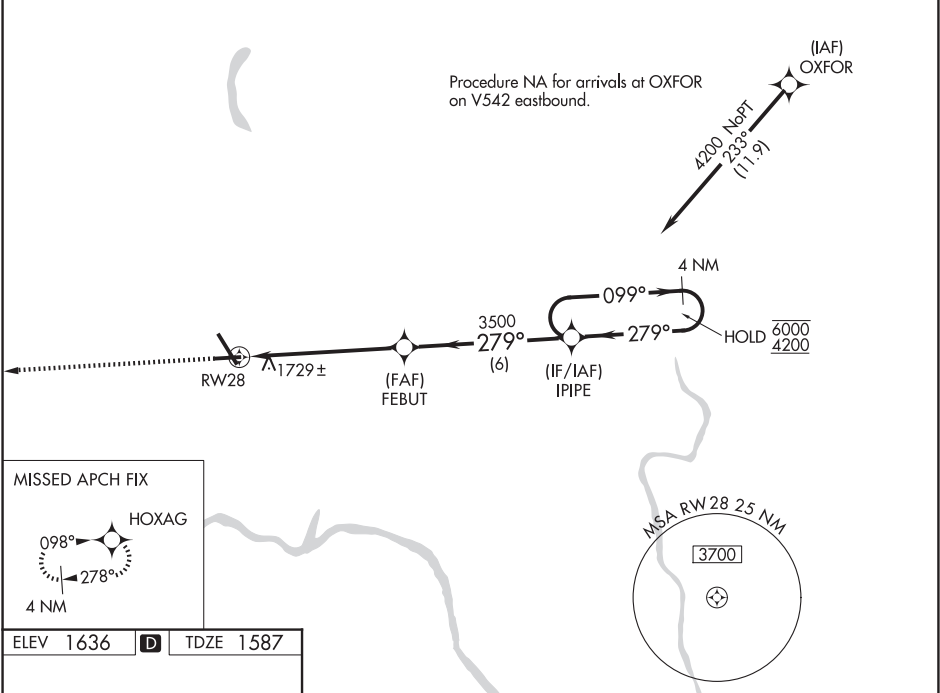 (IAF)
OXFOR
Procedure NA for arrivals at OXFOR
on V542 eastbound.
4200 NoPT
233°
(11.9)
4 NM
099°
279°
HOLD
6000
4200
3500
279°
(6)
(IF/IAF)
IPIPE
(FAF)
FEBUT
1729 ±
RW28
MISSED APCH FIX
HOXAG
098°
278°
4 NM
MSA RW28 25 NM
3700
ELEV 1636 D TDZE 1587